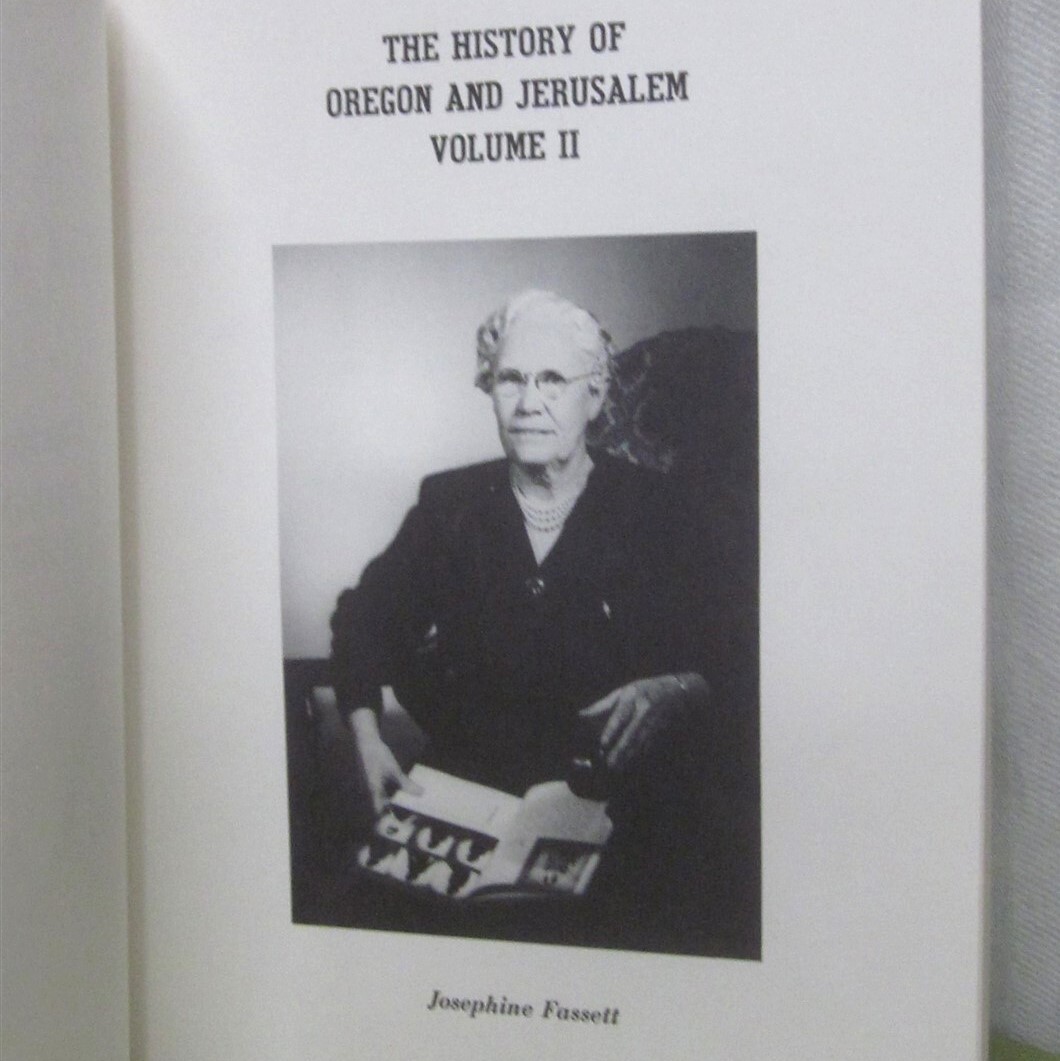 THE HISTORY OF
OREGON AND JERUSALEM
VOLUME II
Josephine Fassett